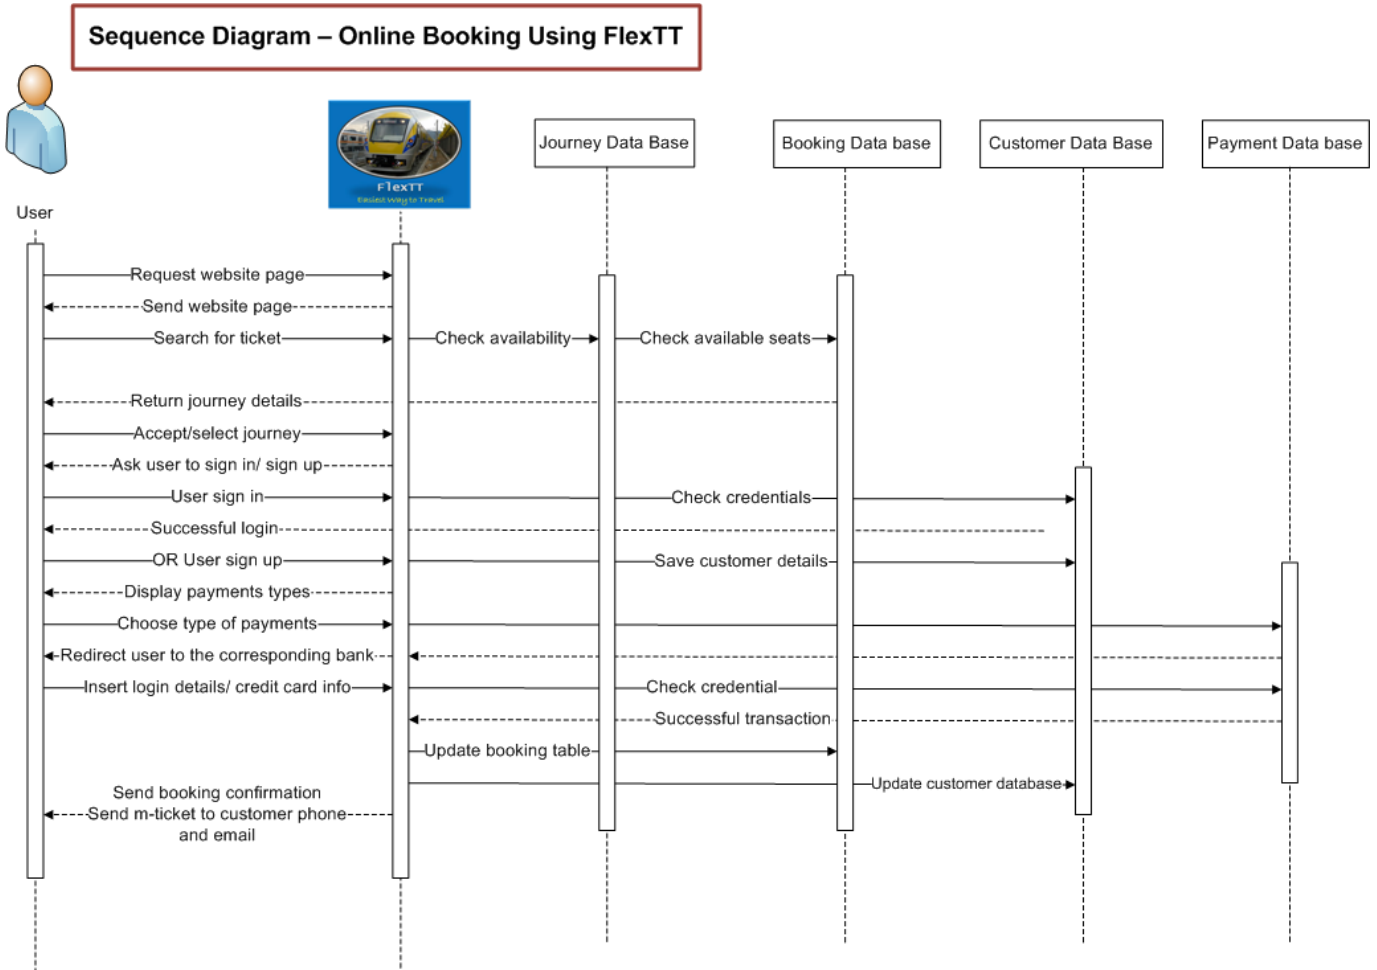 Sequence Diagram – Online Booking Using FlexTT
Journey Data Base
Booking Data base
Customer Data Base
Payment Data base
FlexTT
Easiest Way to Travel
User
Request website page
Send website page
Search for ticket
Check availability
Check available seats
Return journey details
Accept/select journey
Ask user to sign in/ sign up
User sign in
Check credentials
Successful login
OR User sign up
Save customer details
Display payments types
Choose type of payments
Redirect user to the corresponding bank
Insert login details/ credit card info
Check credential
Successful transaction
Update booking table
Update customer database
Send booking confirmation
Send m-ticket to customer phone
and email